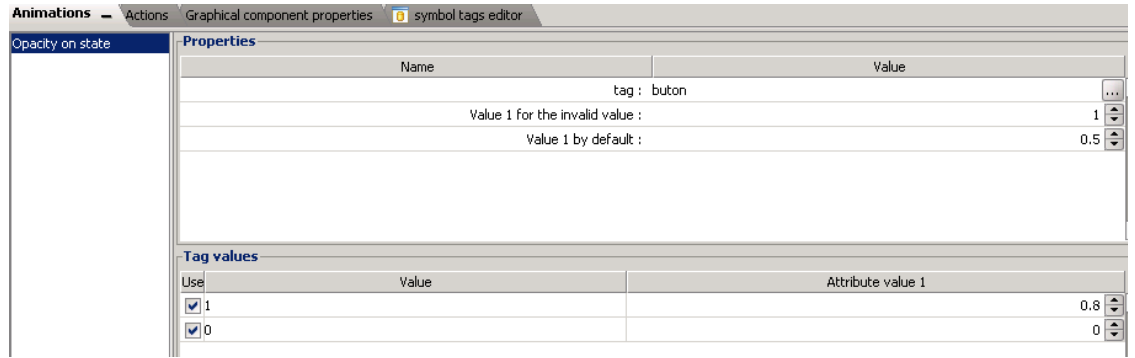 Animations Actions Graphical component properties symbol tags editor
Opacity on state
Properties
Name Value
tag : buton ...
Value 1 for the invalid value : 1
Value 1 by default : 0.5
Tag values
Use Value Attribute value 1
1 0.8
0 0